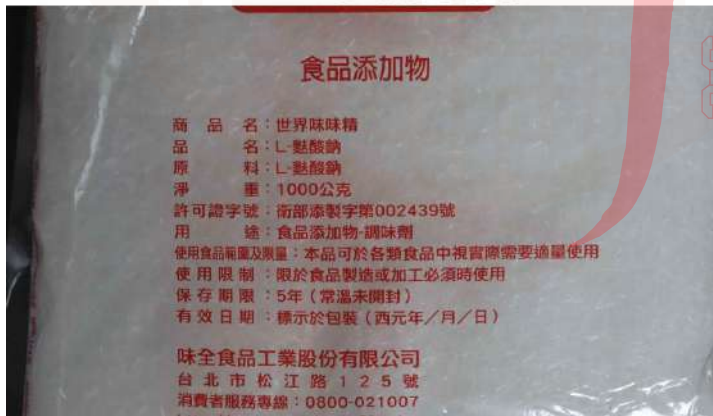 食品添加物
商品名：世界味味精
品名：L-麩酸鈉
原料：L-麩酸鈉
淨重：1000公克
許可證字號：衛部添製字第002439號
用途：食品添加物-調味劑
使用食品範圍及限量：本品可於各類食品中視實際需要適量使用
使用限制：限於食品製造或加工必須時使用
保存期限：5年（常溫未開封）
有效日期：標示於包裝（西元年／月／日）
味全食品工業股份有限公司
台北市松江路125號
消費者服務專線：0800-021007